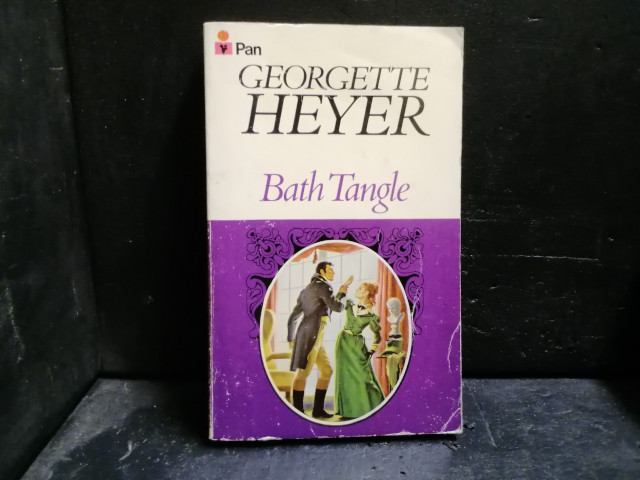 Pan
GEORGETTE
HEYER
Bath Tangle